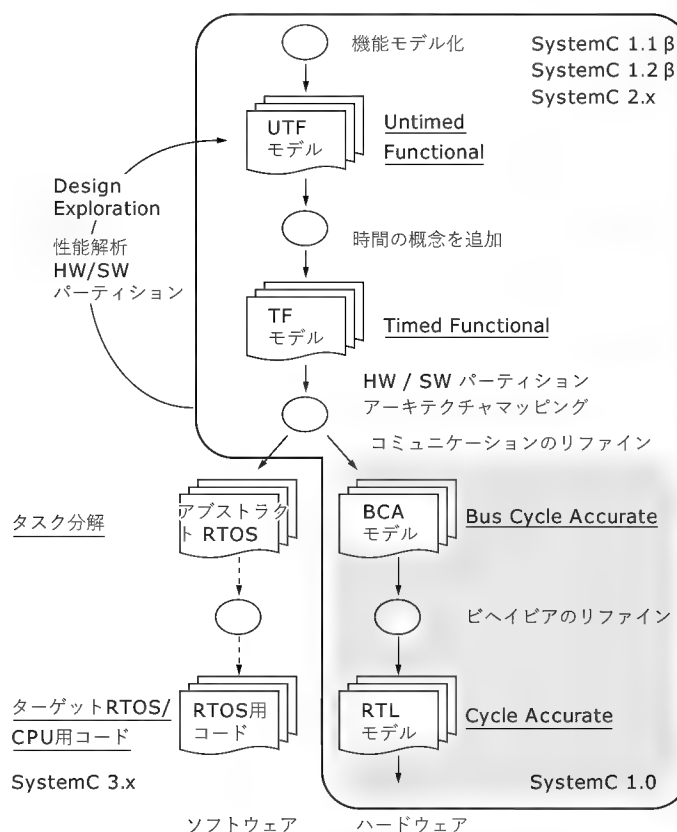 機能モデル化
SystemC 1.1 β
SystemC 1.2 β
SystemC 2.x
UTF
モデル
Untimed
Functional
Design
Exploration
性能解析
HW/SW
パーティション
時間の概念を追加
TF
モデル
Timed Functional
HW / SW パーティション
アーキテクチャマッピング
コミュニケーションのリファイン
タスク分解
アブストラク
ト RTOS
BCA
モデル
Bus Cycle Accurate
ビヘイビアのリファイン
ターゲットRTOS/
CPU用コード
RTOS用
コード
RTL
モデル
Cycle Accurate
SystemC 3.x
SystemC 1.0
ソフトウェア
ハードウェア